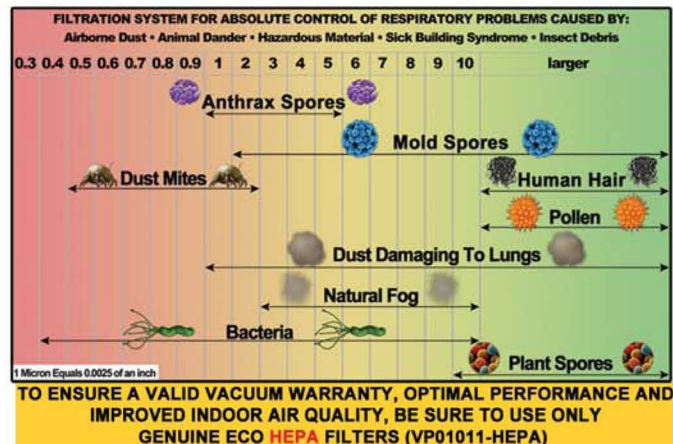 FILTRATION SYSTEM FOR ABSOLUTE CONTROL OF RESPIRATORY PROBLEMS CAUSED BY:
Airborne Dust • Animal Dander • Hazardous Material • Sick Building Syndrome • Insect Debris
0.3 0.4 0.5 0.6 0.7 0.8 0.9 1 2 3 4 5 6 7 8 9 10 larger
Anthrax Spores
Mold Spores
Dust Mites
Human Hair
Pollen
Dust Damaging To Lungs
Natural Fog
Bacteria
Plant Spores
1 Micron Equals 0.0025 of an inch
TO ENSURE A VALID VACUUM WARRANTY, OPTIMAL PERFORMANCE AND
IMPROVED INDOOR AIR QUALITY, BE SURE TO USE ONLY
GENUINE ECO HEPA FILTERS (VP01011-HEPA)